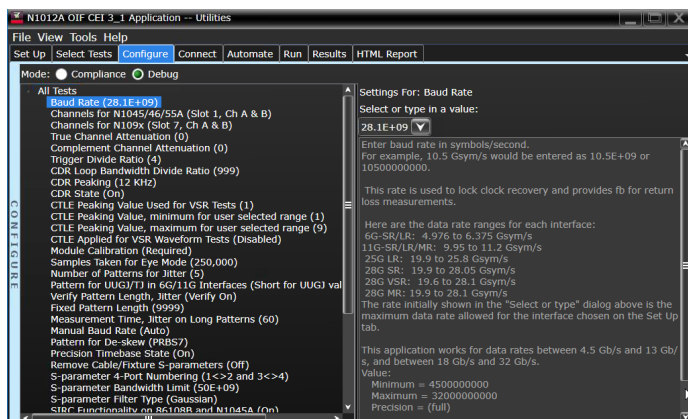 N1012A OIF CEI 3_1 Application -- Utilities
File View Tools Help
Set Up Select Tests Configure Connect Automate Run Results HTML Report
Mode: Compliance Debug
All Tests
Baud Rate (28.1E+09)
Channels for N1045/46/55A (Slot 1, Ch A & B)
Channels for N109x (Slot 7, Ch A & B)
True Channel Attenuation (0)
Complement Channel Attenuation (0)
Trigger Divide Ratio (4)
CDR Loop Bandwidth Divide Ratio (999)
CDR Peaking (12 KHz)
CDR State (On)
CTLE Peaking Value Used for VSR Tests (1)
CTLE Peaking Value, minimum for user selected range (1)
CTLE Peaking Value, maximum for user selected range (9)
CTLE Applied for VSR Waveform Tests (Disabled)
Module Calibration (Required)
Samples Taken for Eye Mode (250,000)
Number of Patterns for Jitter (5)
Pattern for UUGJ/TJ in 6G/11G Interfaces (Short for UUGJ val
Verify Pattern Length, Jitter (Verify On)
Fixed Pattern Length (9999)
Measurement Time, Jitter on Long Patterns (60)
Manual Baud Rate (Auto)
Pattern for De-skew (PRBS7)
Precision Timebase State (On)
Remove Cable/Fixture S-parameters (Off)
S-parameter 4-Port Numbering (1<>2 and 3<>4)
S-parameter Bandwidth Limit (50E+09)
S-parameter Filter Type (Gaussian)
SIRC Functionality on 86108B and N1045A (On)
CONFIGURE
Settings For: Baud Rate
Select or type in a value:
28.1E+09
Enter baud rate in symbols/second.
For example, 10.5 Gsym/s would be entered as 10.5E+09 or
10500000000.
This rate is used to lock clock recovery and provides fb for return
loss measurements.
Here are the data rate ranges for each interface:
6G-SR/LR: 4.976 to 6.375 Gsym/s
11G-SR/LR/MR: 9.95 to 11.2 Gsym/s
25G LR: 19.9 to 25.8 Gsym/s
28G SR: 19.9 to 28.05 Gsym/s
28G VSR: 19.6 to 28.1 Gsym/s
28G MR: 19.9 to 28.1 Gsym/s
The rate initially shown in the "Select or type" dialog above is the
maximum data rate allowed for the interface chosen on the Set Up
tab.
This application works for data rates between 4.5 Gb/s and 13 Gb/
s, and between 18 Gb/s and 32 Gb/s.
Value:
Minimum = 4500000000
Maximum = 32000000000
Precision = (full)